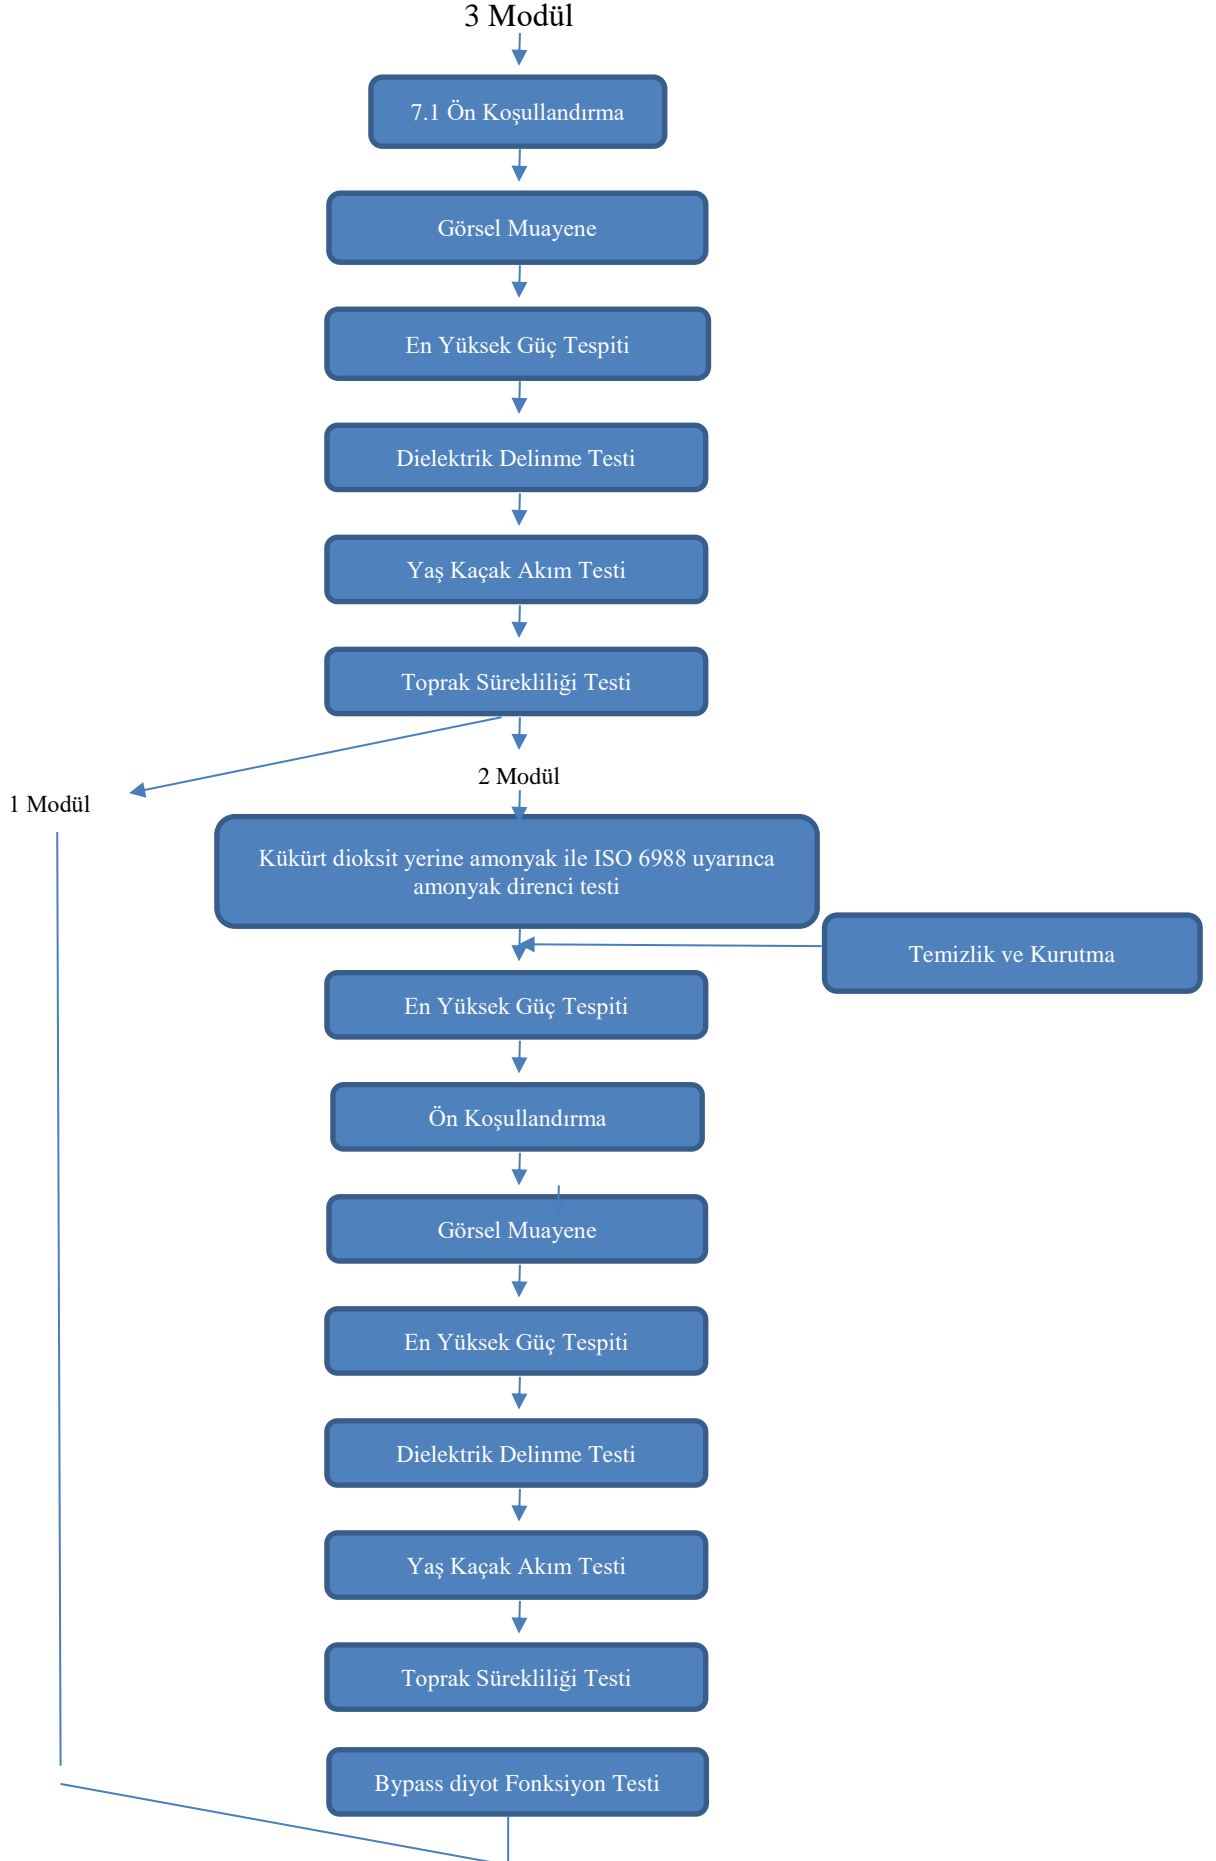 3 Modül
7.1 Ön Koşullandırma
Görsel Muayene
En Yüksek Güç Tespiti
Dielektrik Delinme Testi
Yaş Kaçak Akım Testi
Toprak Sürekliliği Testi
2 Modül
1 Modül
Kükürt dioksit yerine amonyak ile ISO 6988 uyarınca
amonyak direnci testi
Temizlik ve Kurutma
En Yüksek Güç Tespiti
Ön Koşullandırma
Görsel Muayene
En Yüksek Güç Tespiti
Dielektrik Delinme Testi
Yaş Kaçak Akım Testi
Toprak Sürekliliği Testi
Bypass diyot Fonksiyon Testi